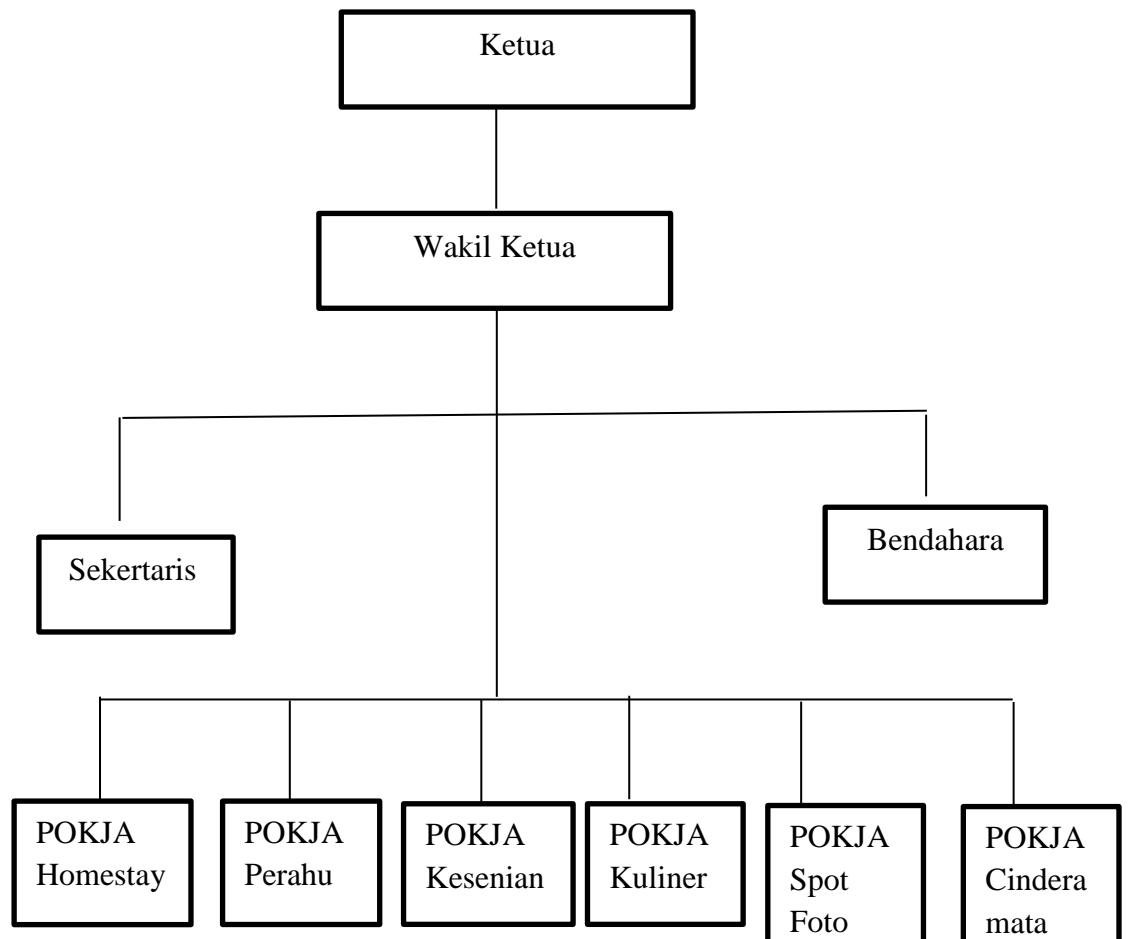 Ketua
Wakil Ketua
Sekertaris
Bendahara
POKJA
Homestay
POKJA
Perahu
POKJA
Kesenian
POKJA
Kuliner
POKJA
Spot
Foto
POKJA
Cindera
mata